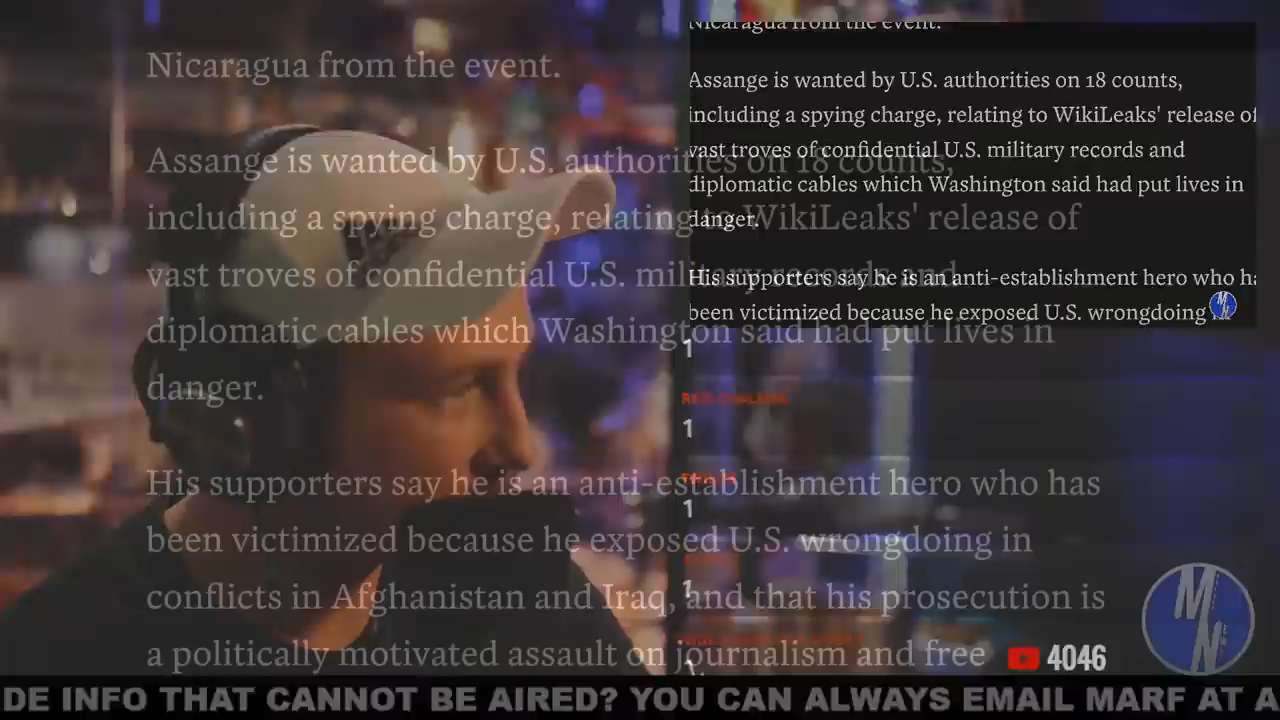 Nicaragua from the event.
Assange is wanted by U.S. authorities on 18 counts,
including a spying charge, relating to WikiLeaks' release of
vast troves of confidential U.S. military records and
diplomatic cables which Washington said had put lives in
danger.
His supporters say he is an anti-establishment hero who has
been victimized because he exposed U.S. wrongdoing in
conflicts in Afghanistan and Iraq, and that his prosecution is
a politically motivated assault on journalism and free
Nicaragua from the event.
Assange is wanted by U.S. authorities on 18 counts,
including a spying charge, relating to WikiLeaks' release of
vast troves of confidential U.S. military records and
diplomatic cables which Washington said had put lives in
danger.
His supporters say he is an anti-establishment hero who ha
been victimized because he exposed U.S. wrongdoing
1
1
1
1
1
4046
M
N
DE INFO THAT CANNOT BE AIRED? YOU CAN ALWAYS EMAIL MARF AT A